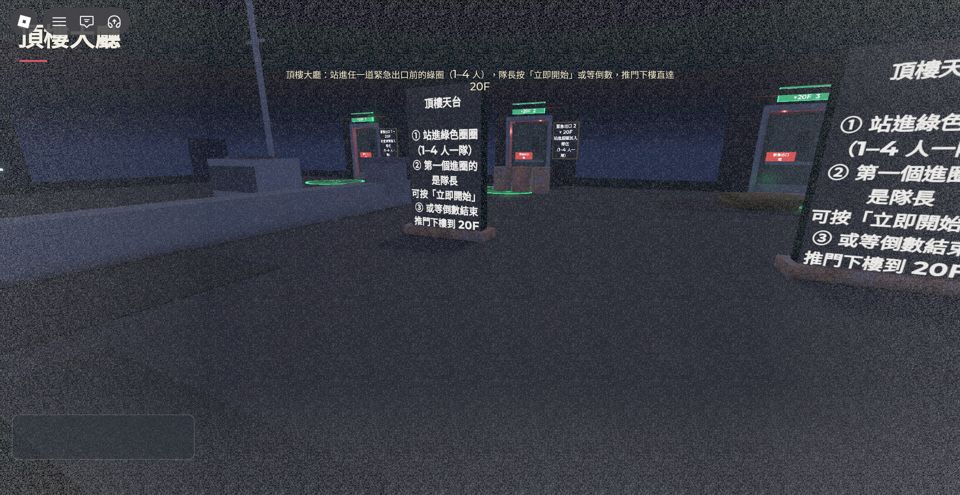 頂樓大廳
頂樓大廳：站進任一道緊急出口前的綠圈（1–4 人），隊長按「立即開始」或等倒數，推門下樓直達
20F
頂樓天台
① 站進綠色圈圈
（1–4 人一隊）
② 第一個進圈的
是隊長
可按「立即開始」
③ 或等倒數結束
推門下樓到 20F
緊急出口 2
頂樓天
① 站進綠色
（1–4 人一隊
② 第一個進圈
是隊長
可按「立即開始
③ 或等倒數結
推門下樓到 20F